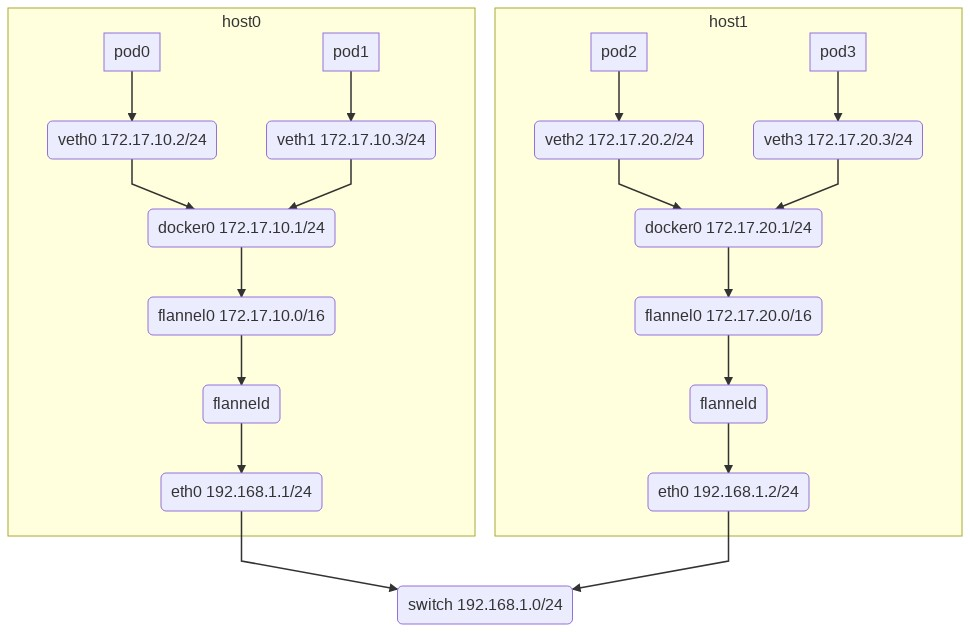 host0
host1
pod0
pod1
pod2
pod3
veth0 172.17.10.2/24
veth1 172.17.10.3/24
veth2 172.17.20.2/24
veth3 172.17.20.3/24
docker0 172.17.10.1/24
docker0 172.17.20.1/24
flannel0 172.17.10.0/16
flannel0 172.17.20.0/16
flanneld
flanneld
eth0 192.168.1.1/24
eth0 192.168.1.2/24
switch 192.168.1.0/24